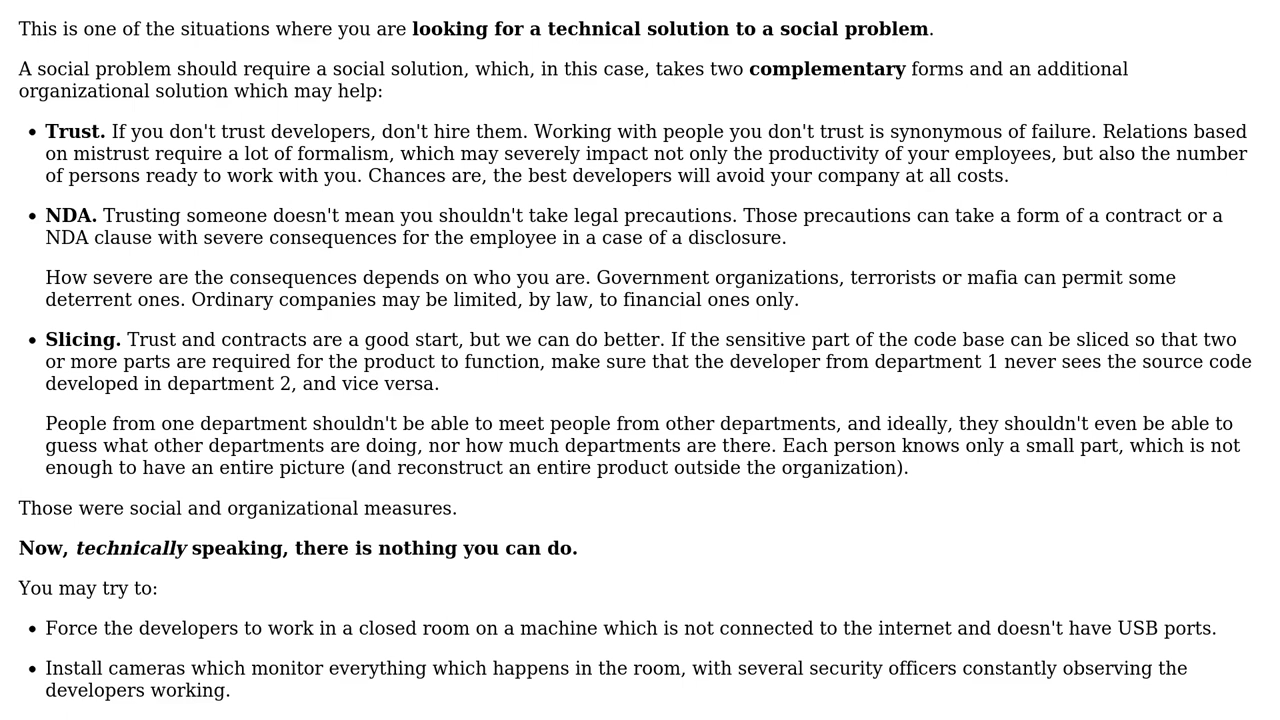 This is one of the situations where you are looking for a technical solution to a social problem.
A social problem should require a social solution, which, in this case, takes two complementary forms and an additional
organizational solution which may help:
• Trust. If you don't trust developers, don't hire them. Working with people you don't trust is synonymous of failure. Relations based
on mistrust require a lot of formalism, which may severely impact not only the productivity of your employees, but also the number
of persons ready to work with you. Chances are, the best developers will avoid your company at all costs.
• NDA. Trusting someone doesn't mean you shouldn't take legal precautions. Those precautions can take a form of a contract or a
NDA clause with severe consequences for the employee in a case of a disclosure.
How severe are the consequences depends on who you are. Government organizations, terrorists or mafia can permit some
deterrent ones. Ordinary companies may be limited, by law, to financial ones only.
• Slicing. Trust and contracts are a good start, but we can do better. If the sensitive part of the code base can be sliced so that two
or more parts are required for the product to function, make sure that the developer from department 1 never sees the source code
developed in department 2, and vice versa.
People from one department shouldn't be able to meet people from other departments, and ideally, they shouldn't even be able to
guess what other departments are doing, nor how much departments are there. Each person knows only a small part, which is not
enough to have an entire picture (and reconstruct an entire product outside the organization).
Those were social and organizational measures.
Now, technically speaking, there is nothing you can do.
You may try to:
• Force the developers to work in a closed room on a machine which is not connected to the internet and doesn't have USB ports.
• Install cameras which monitor everything which happens in the room, with several security officers constantly observing the
developers working.